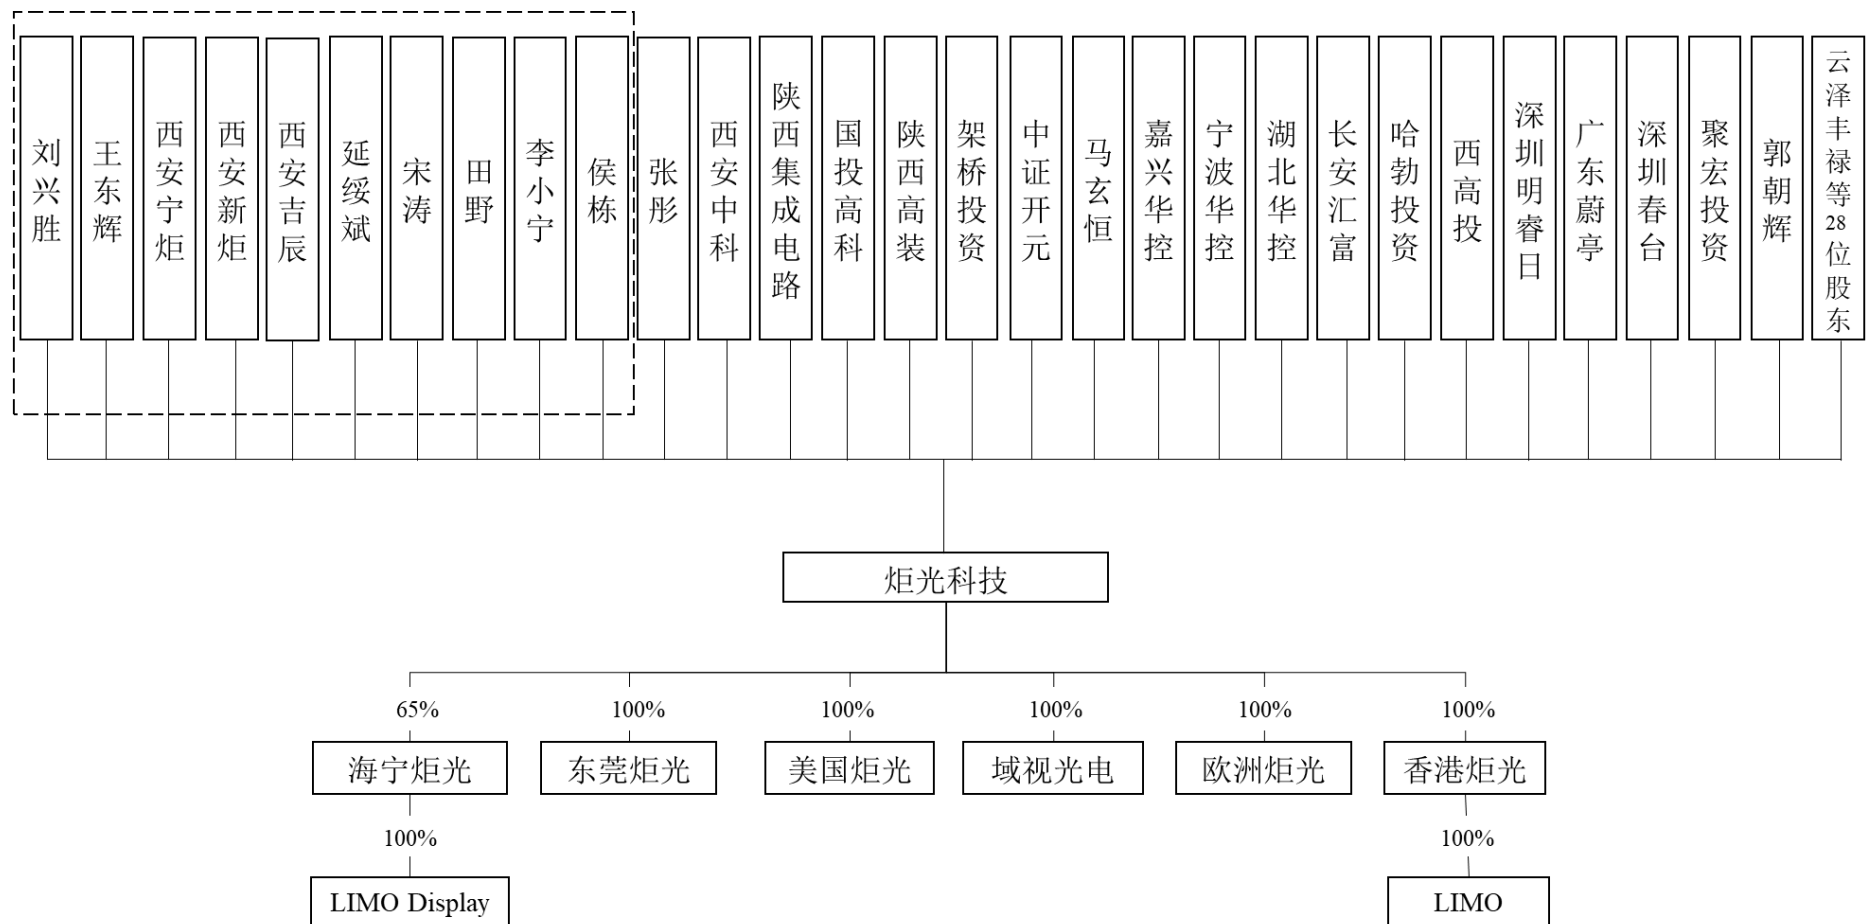 刘兴胜
王东辉
西安宁炬
西安新炬
西安吉辰
延绥斌
宋涛
田野
李小宁
侯栋
张彤
西安中科
陕西集成电路
国投高科
陕西高装
架桥投资
中证开元
马玄恒
嘉兴华控
宁波华控
湖北华控
长安汇富
哈勃投资
西高投
深圳明睿日
广东蔚亭
深圳春台
聚宏投资
郭朝辉
云泽丰禄等28位股东
炬光科技
65%
100%
100%
100%
100%
100%
海宁炬光
东莞炬光
美国炬光
域视光电
欧洲炬光
香港炬光
100%
100%
LIMO Display
LIMO